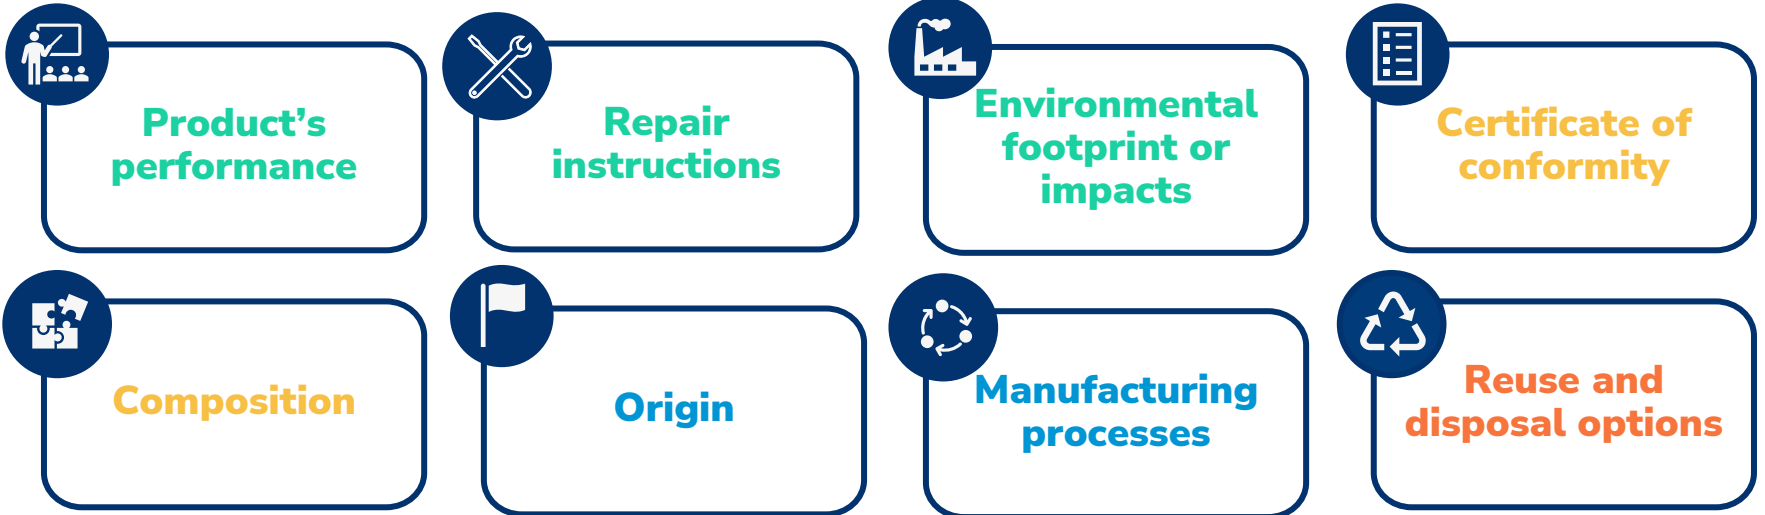 Product’s
performance
Repair
instructions
Environmental
footprint or
impacts
Certificate of
conformity
Composition
Origin
Manufacturing
processes
Reuse and
disposal options